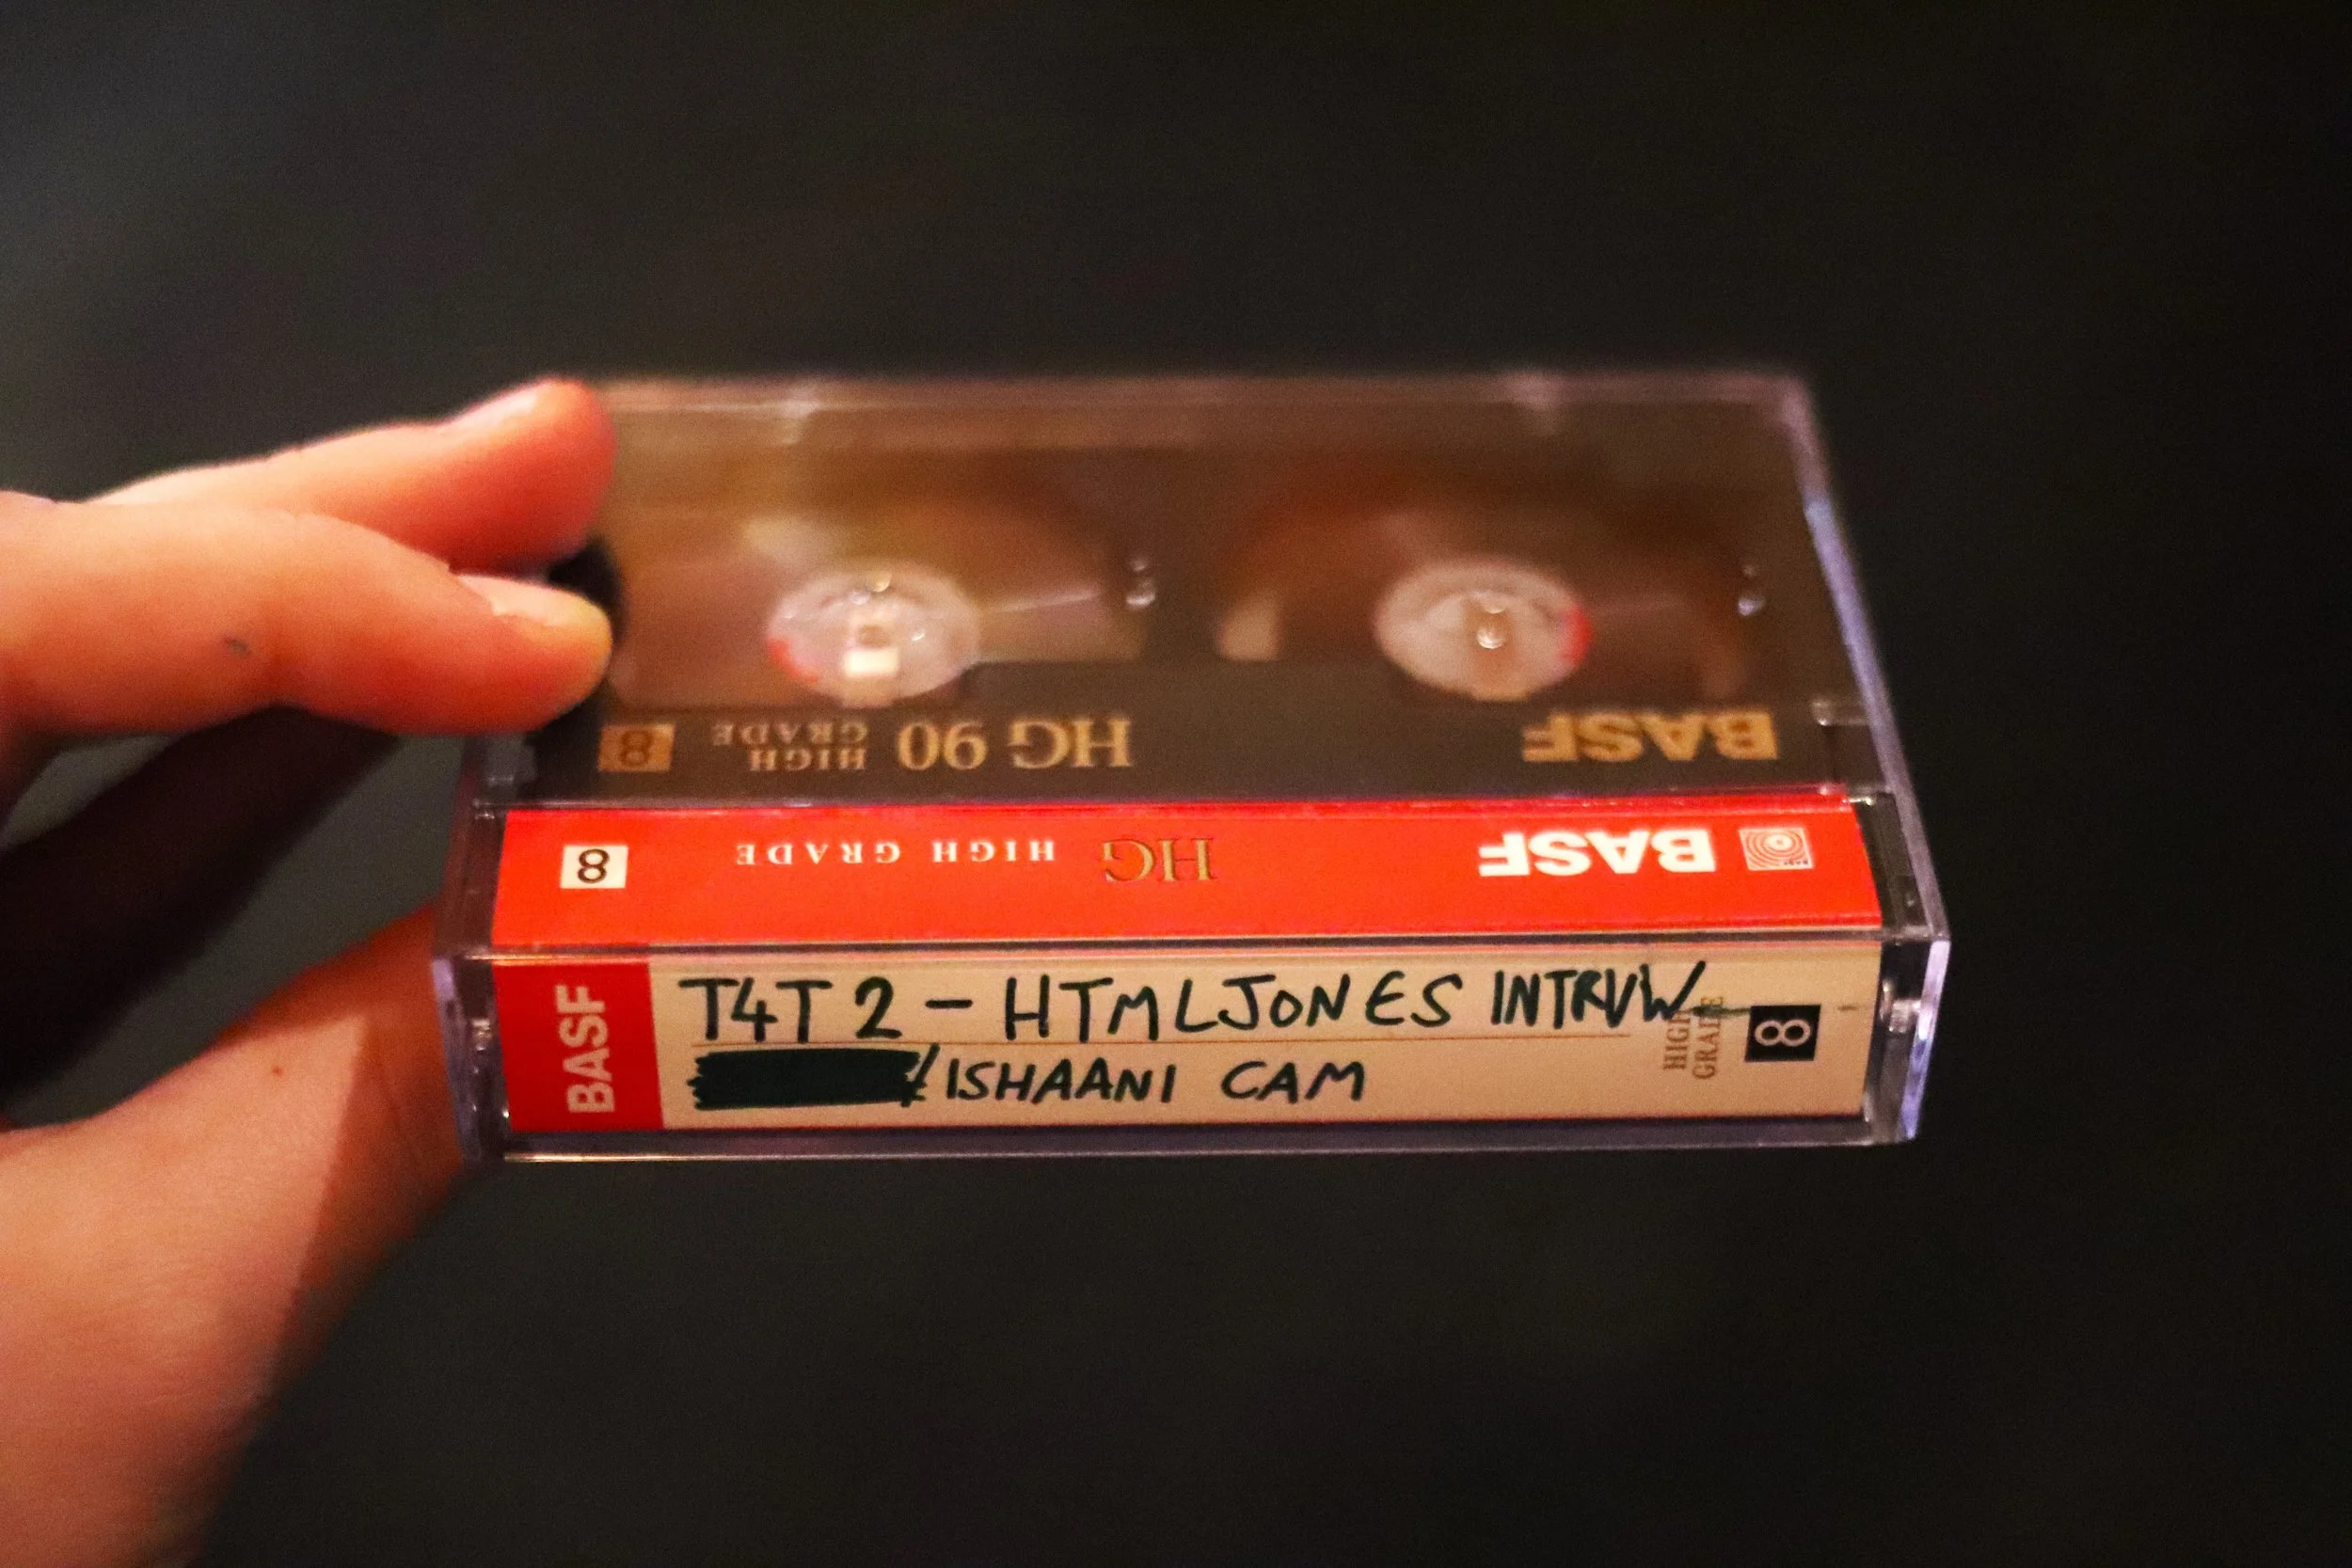 BASF HG 90 HIGH GRADE 8
BASF HG HIGH GRADE 8
BASF
T4T 2 - HTMLJONES INTRVW
/ISHAANI CAM
HIGH GRADE
8